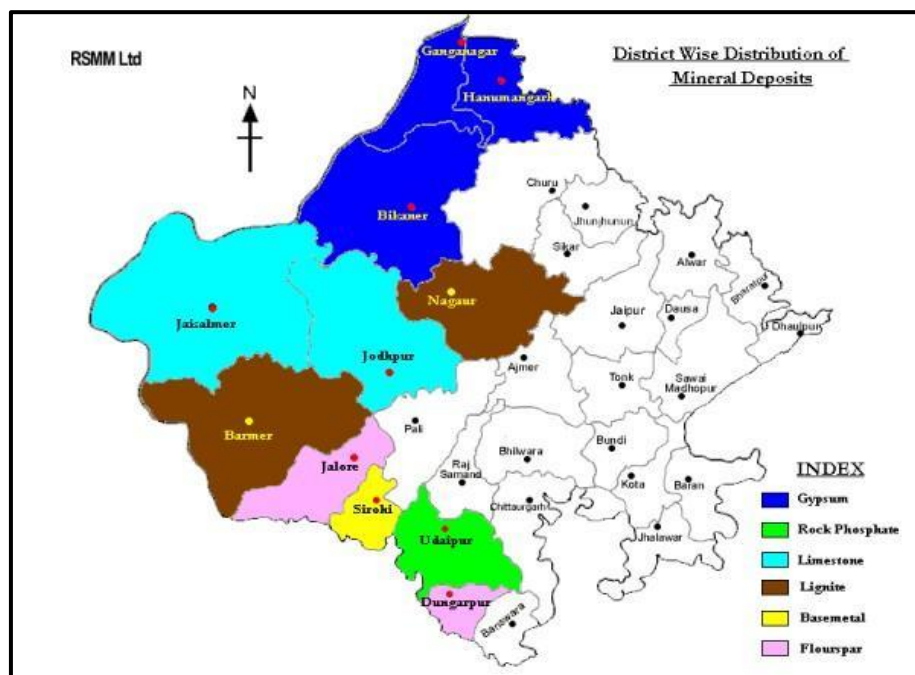 RSMM Ltd
District Wise Distribution of
Mineral Deposits
N
Ganganagar
Hanumangarh
Churu
Jhunjhunun
Bikaner
Sikar
Alwar
Bharatpur
Nagaur
Jaisalmer
Jaipur
Dausa
Dhaulpur
Jodhpur
Ajmer
Tonk
Sawai
Madhopur
Barmer
Pali
Bundi
Bhilwara
Jalore
Raj
Samand
Kota
Baran
Siroki
Chittaurgarh
Jhalawar
Udaipur
Dungarpur
Banswara
INDEX
Gypsum
Rock Phosphate
Limestone
Lignite
Basemetal
Flourspar